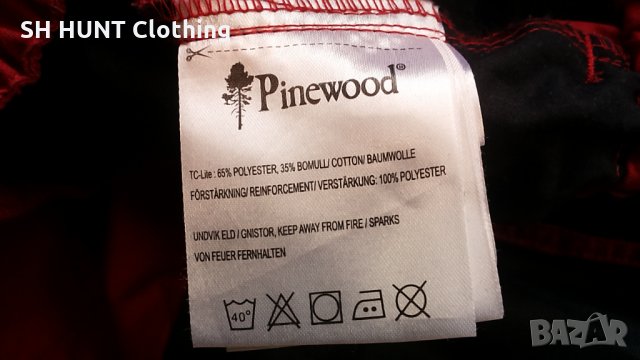 SH HUNT Clothing
Pinewood®
TC-Lite : 65% POLYESTER, 35% BOMULL/ COTTON/ BAUMWOLLE
FÖRSTÄRKNING/ REINFORCEMENT/ VERSTÄRKUNG: 100% POLYESTER
UNDVIK ELD / GNISTOR, KEEP AWAY FROM FIRE / SPARKS
VON FEUER FERNHALTEN
40°
BAZAR